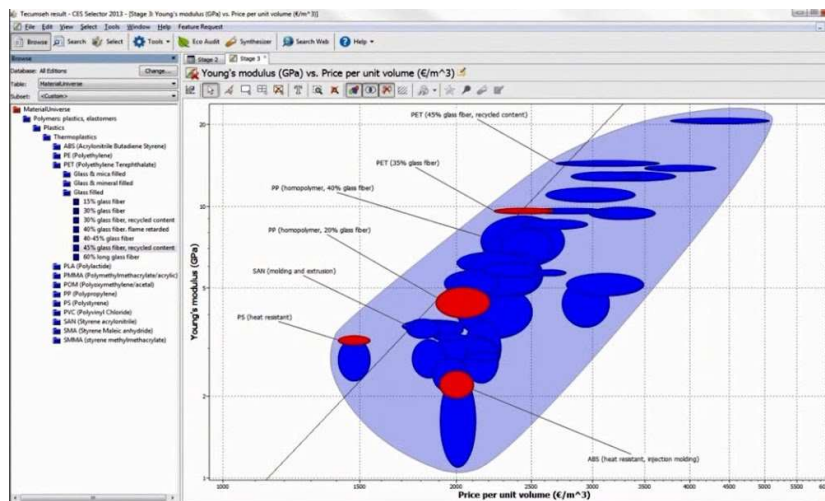 Tecumseh result - CES Selector 2013 - [Stage 3: Young's modulus (GPa) vs. Price per unit volume (€/m^3)]
File Edit View Select Tools Window Help Feature Request
Browse Search Select Tools Eco Audit Synthesizer Search Web Help
Browse
Database: All Editions Change...
Table: MaterialUniverse
Subset: <Custom>
MaterialUniverse
Polymers: plastics, elastomers
Plastics
Thermoplastics
ABS (Acrylonitrile Butadiene Styrene)
PE (Polyethylene)
PET (Polyethylene Terephthalate)
Glass & mica filled
Glass & mineral filled
Glass filled
15% glass fiber
30% glass fiber
30% glass fiber, recycled content
40% glass fiber, flame retarded
40-45% glass fiber
45% glass fiber, recycled content
60% long glass fiber
PLA (Polylactide)
PMMA (Polymethylmethacrylate/acrylic)
POM (Polyoxymethylene/acetal)
PP (Polypropylene)
PS (Polystyrene)
PVC (Polyvinyl Chloride)
SAN (Styrene acrylonitrile)
SMA (Styrene Maleic anhydride)
SMMA (styrene methylmethacrylate)
Stage 2 Stage 3
Young's modulus (GPa) vs. Price per unit volume (€/m^3)
PET (45% glass fiber, recycled content)
20
PET (35% glass fiber)
PP (homopolymer, 40% glass fiber)
10
PP (homopolymer, 20% glass fiber)
SAN (molding and extrusion)
5
PS (heat resistant)
2
ABS (heat resistant, injection molding)
1
Young's modulus (GPa)
1000 1500 2000 2500 3000 3500 4000 4500 5000 5500
Price per unit volume (€/m^3)